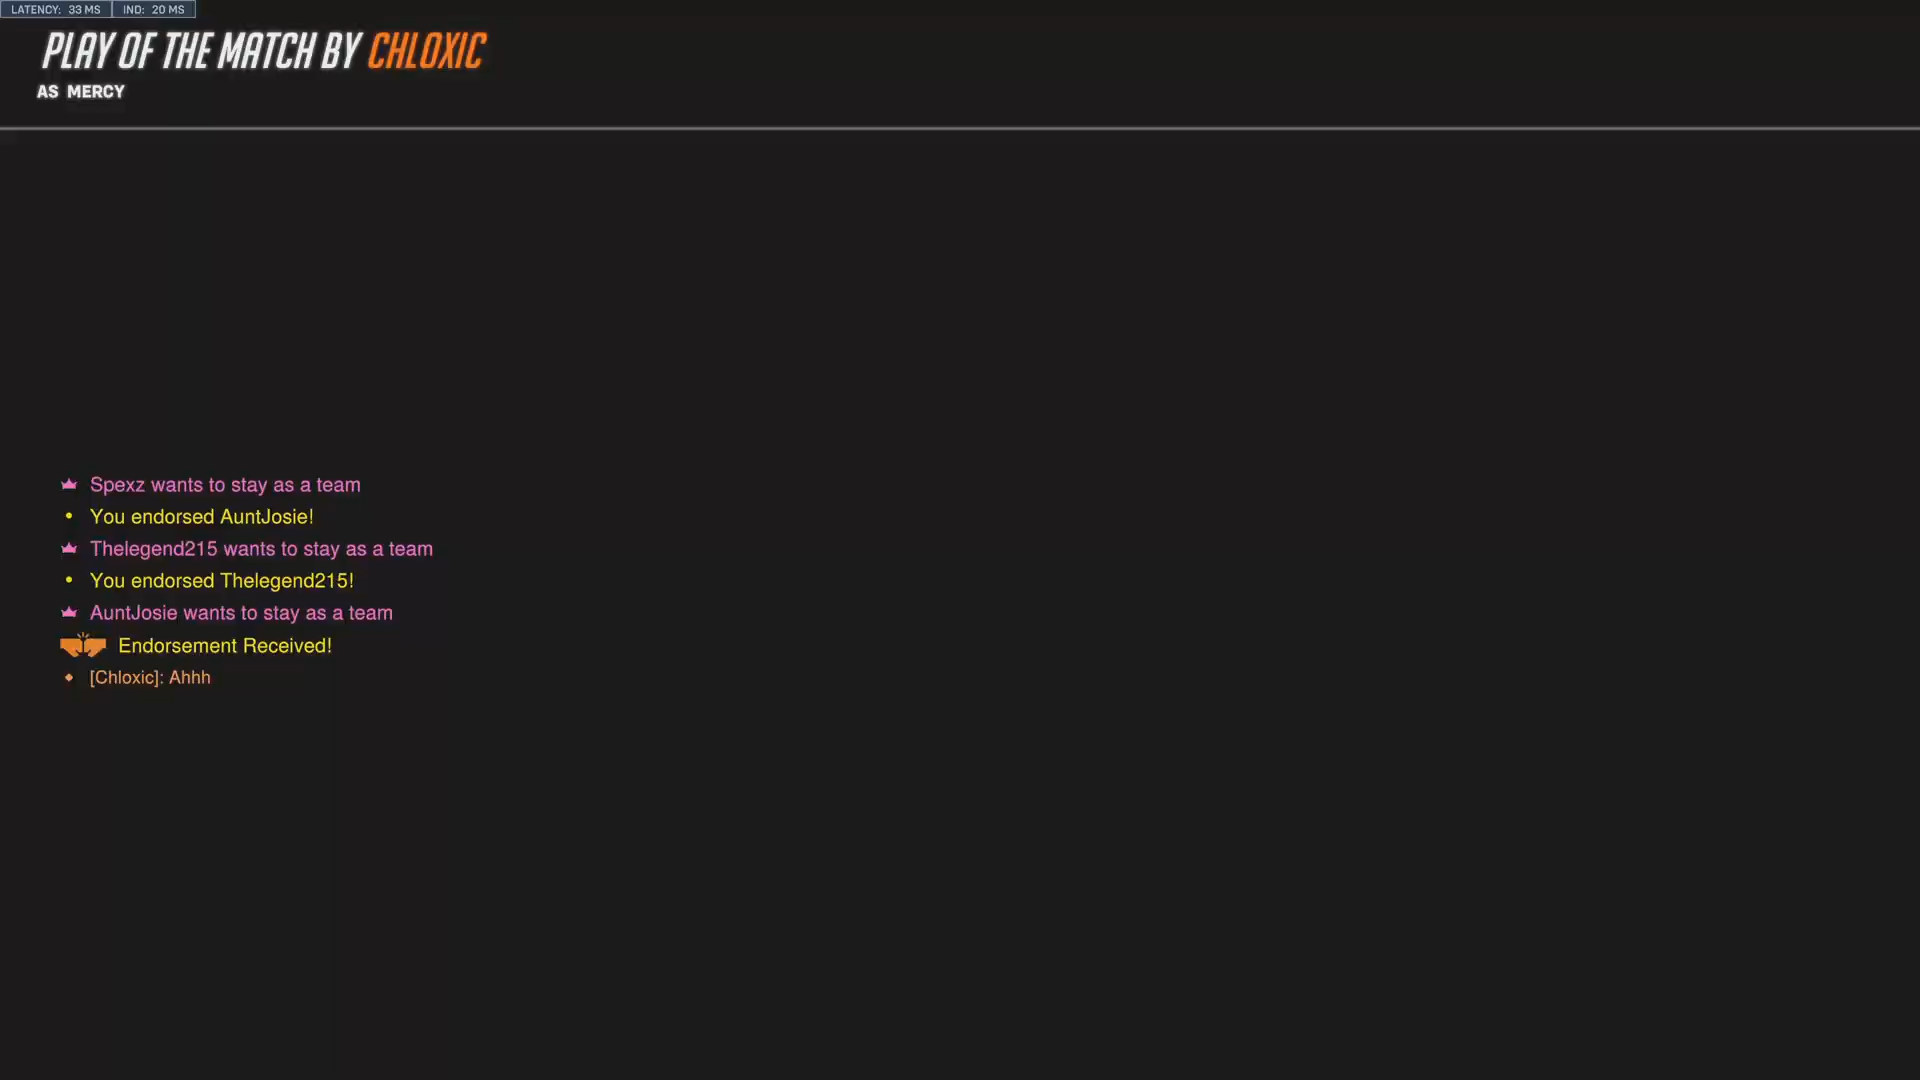 LATENCY: 33 MS IND: 20 MS
PLAY OF THE MATCH BY CHLOXIC
AS MERCY
Spexz wants to stay as a team
You endorsed AuntJosie!
Thelegend215 wants to stay as a team
You endorsed Thelegend215!
AuntJosie wants to stay as a team
Endorsement Received!
[Chloxic]: Ahhh